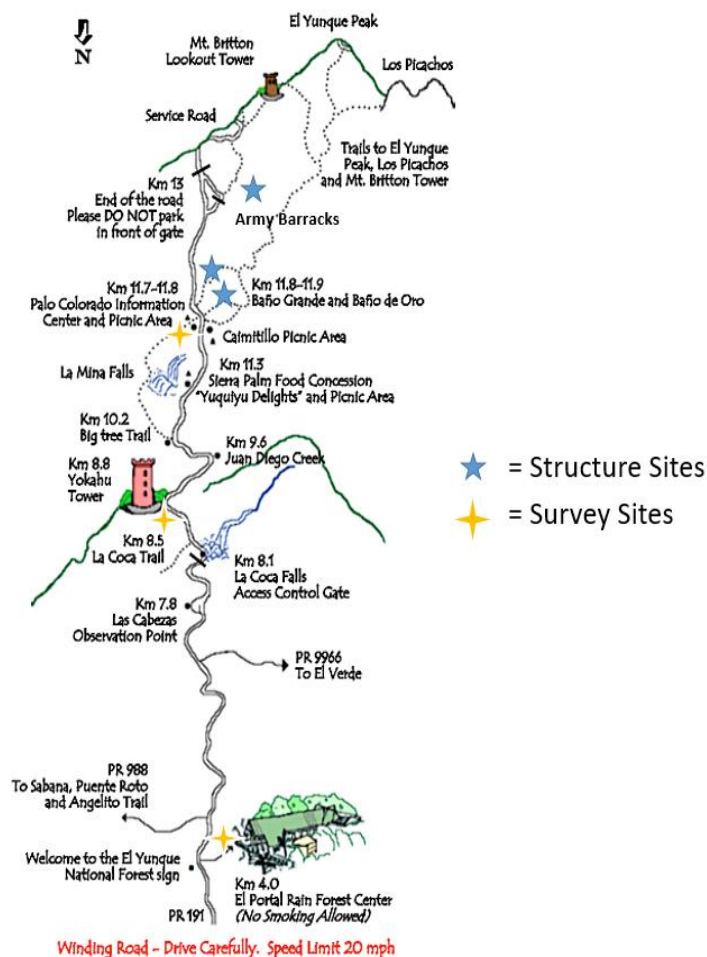 El Yunque Peak
Mt. Britton
Lookout Tower
N
Los Picachos
Service Road
Trails to El Yunque
Peak, Los Picachos
and Mt. Britton Tower
Km 13
End of the road
Please DO NOT park
in front of gate
Army Barracks
Km 11.7-11.8
Palo Colorado Information
Center and Picnic Area
Km 11.8-11.9
Baño Grande and Baño de Oro
Caimitillo Picnic Area
La Mina Falls
Km 11.3
Sierra Palm Food Concession
"Yuquiyu Delights" and Picnic Area
Km 10.2
Big tree Trail
Km 9.6
Juan Diego Creek
Km 8.8
Yokahu
Tower
= Structure Sites
= Survey Sites
Km 8.5
La Coca Trail
Km 8.1
La Coca Falls
Access Control Gate
Km 7.8
Las Cabezas
Observation Point
PR 9966
To El Verde
PR 988
To Sabana, Puente Roto
and Angelito Trail
Welcome to the El Yunque
National Forest sign
Km 4.0
El Portal Rain Forest Center
(No Smoking Allowed)
PR 191
Winding Road - Drive Carefully. Speed Limit 20 mph